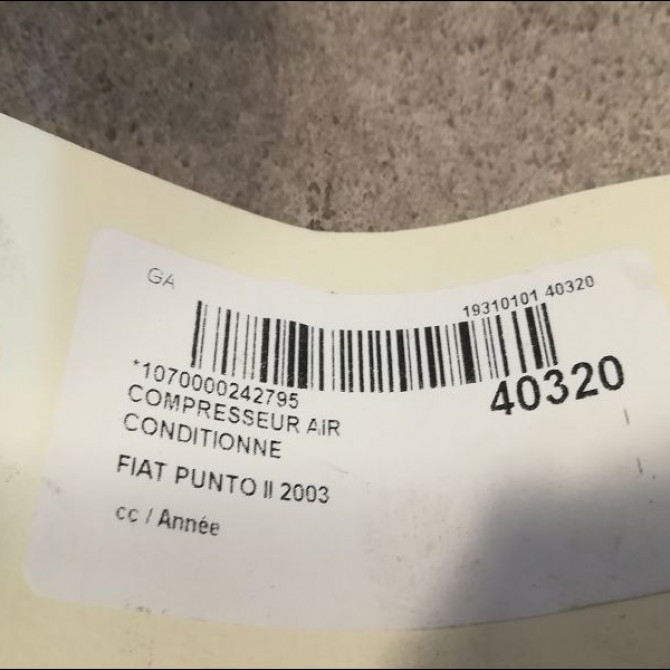 GA
19310101 40320
*1070000242795
40320
COMPRESSEUR AIR
CONDITIONNE
FIAT PUNTO II 2003
cc / Année